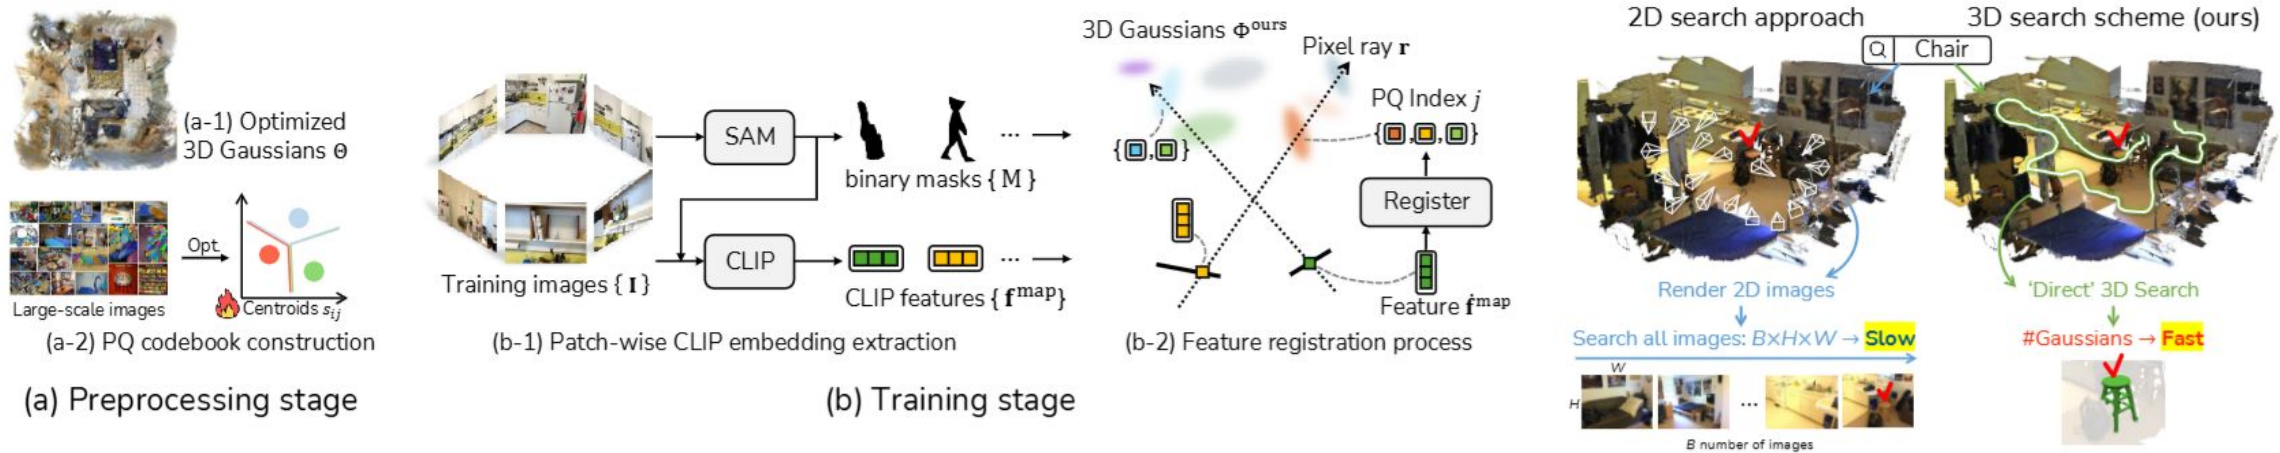 (a-1) Optimized
3D Gaussians Θ
Large-scale images
Opt.
Centroids s_ij
(a-2) PQ codebook construction
(a) Preprocessing stage
Training images { I }
SAM
CLIP
...
binary masks { M }
...
CLIP features { f^map }
(b-1) Patch-wise CLIP embedding extraction
3D Gaussians Φ^ours
Pixel ray r
PQ Index j
{ , }
{ , , }
Register
Feature ḟ^map
(b-2) Feature registration process
(b) Training stage
2D search approach
3D search scheme (ours)
Chair
Render 2D images
Search all images: B×H×W → Slow
W
H
...
B number of images
'Direct' 3D Search
#Gaussians → Fast